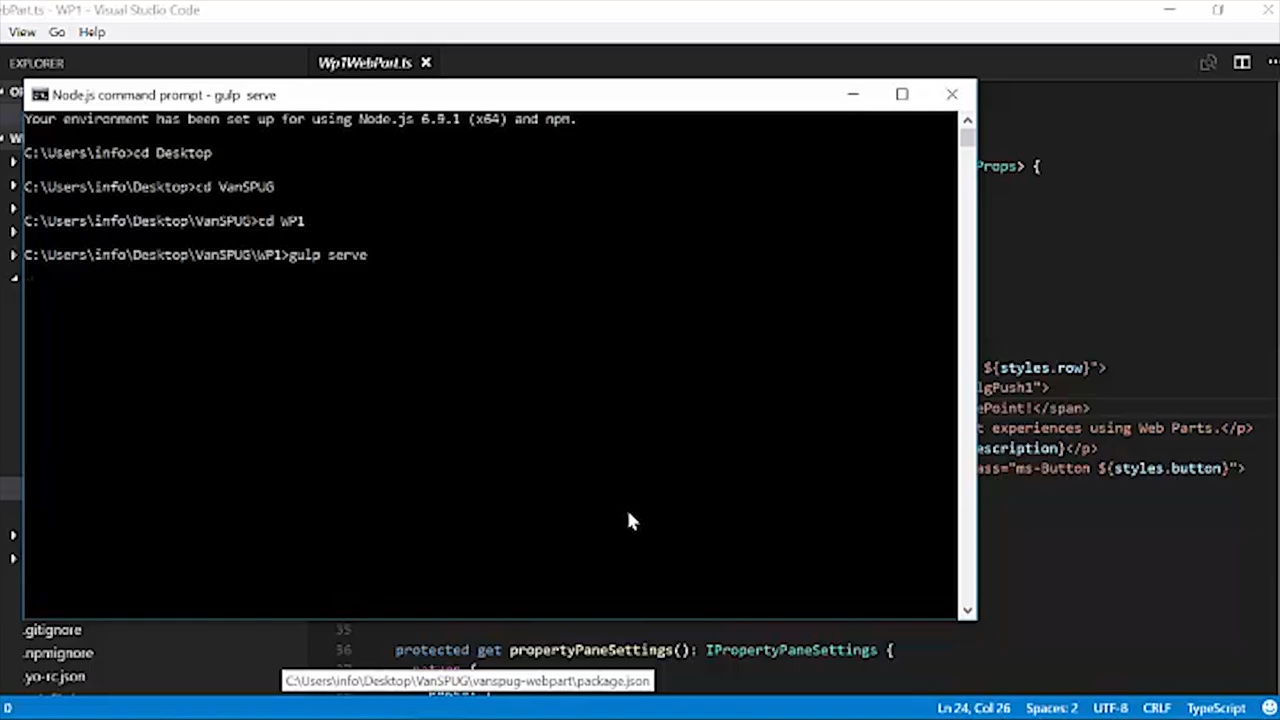 bPart.ts - WP1 - Visual Studio Code
View Go Help
EXPLORER
Wp1WebPart.ts
Node.js command prompt - gulp serve
Your environment has been set up for using Node.js 6.9.1 (x64) and npm.
C:\Users\info>cd Desktop
Props> {
C:\Users\info\Desktop>cd VanSPUG
C:\Users\info\Desktop\VanSPUG>cd WP1
C:\Users\info\Desktop\VanSPUG\WP1>gulp serve
${styles.row}">
lgPush1">
ePoint!</span>
t experiences using Web Parts.</p>
escription}</p>
ass="ms-Button ${styles.button}">
.gitignore
35
.npmignore
36 protected get propertyPaneSettings(): IPropertyPaneSettings {
.yo-rc.json
C:\Users\info\Desktop\VanSPUG\vanspug-webpart\package.json
0 Ln 24, Col 26 Spaces: 2 UTF-8 CRLF TypeScript